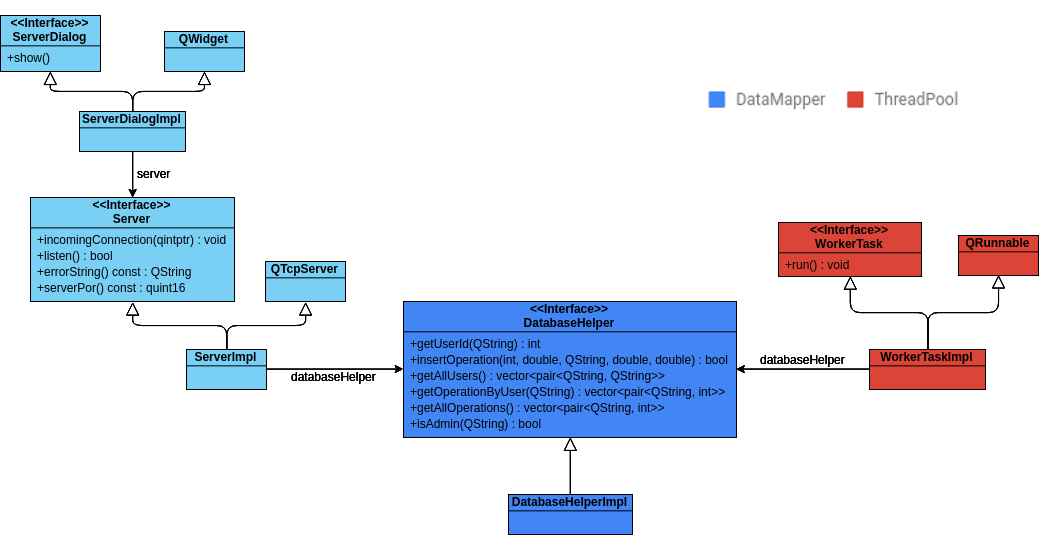 <<Interface>>
ServerDialog
+show()
QWidget
ServerDialogImpl
server
DataMapper
ThreadPool
<<Interface>>
Server
+incomingConnection(qintptr) : void
+listen() : bool
+errorString() const : QString
+serverPor() const : quint16
QTcpServer
ServerImpl
databaseHelper
<<Interface>>
DatabaseHelper
+getUserId(QString) : int
+insertOperation(int, double, QString, double, double) : bool
+getAllUsers() : vector<pair<QString, QString>>
+getOperationByUser(QString) : vector<pair<QString, int>>
+getAllOperations() : vector<pair<QString, int>>
+isAdmin(QString) : bool
DatabaseHelperImpl
<<Interface>>
WorkerTask
+run() : void
QRunnable
databaseHelper
WorkerTaskImpl